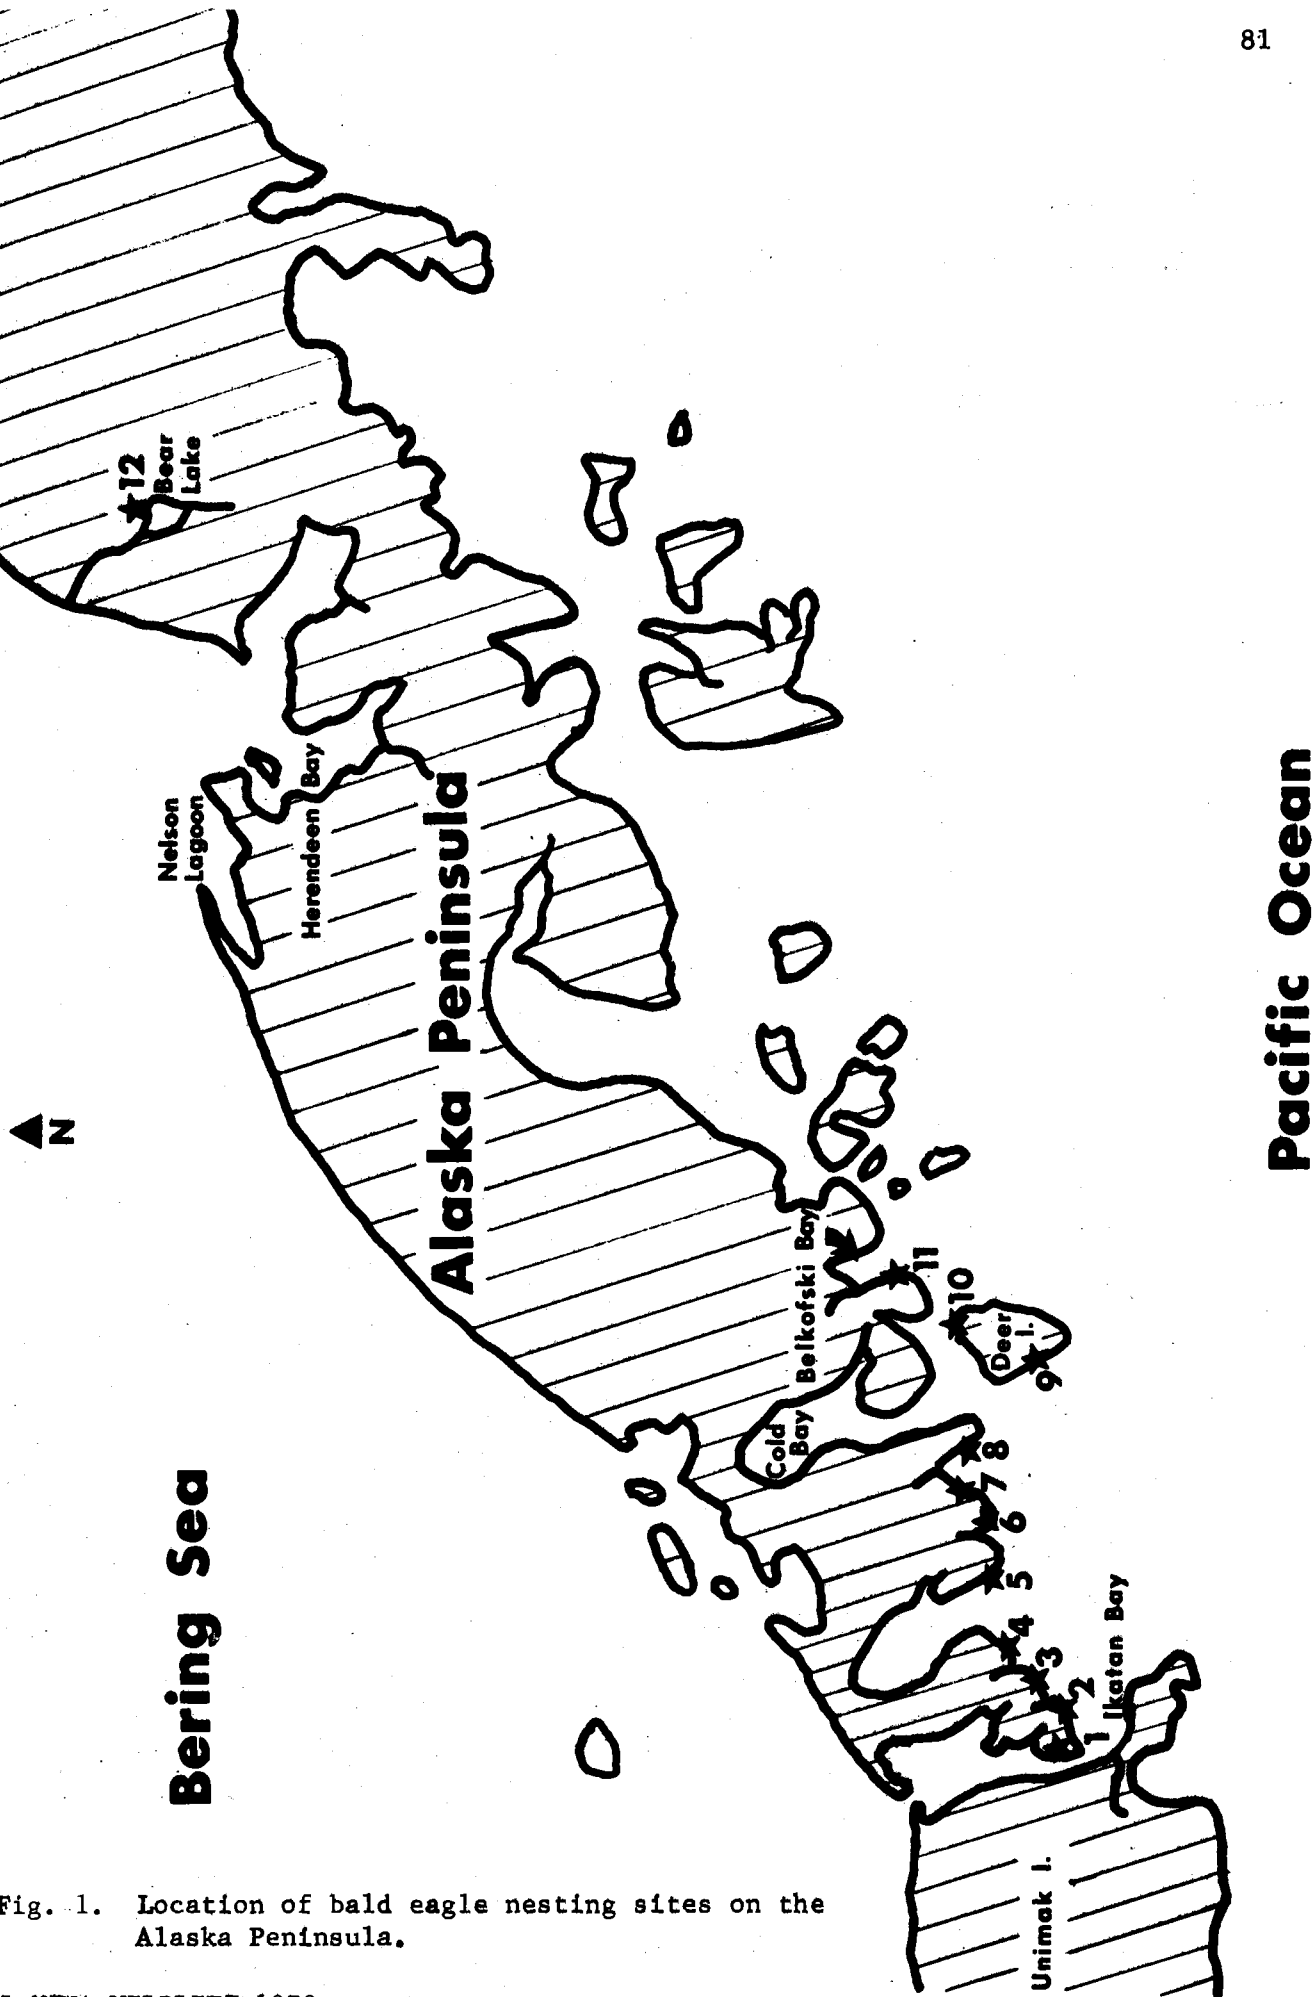 81
12
Bear
Lake
Nelson
Lagoon
Herendeen Bay
Alaska Peninsula
N
Bering Sea
Pacific Ocean
Belkofski Bay
11
10
Deer
I.
9
Cold
Bay
8
7
6
5
4
3
2
1
Ikatan Bay
Unimak I.
Fig. 1. Location of bald eagle nesting sites on the
Alaska Peninsula.